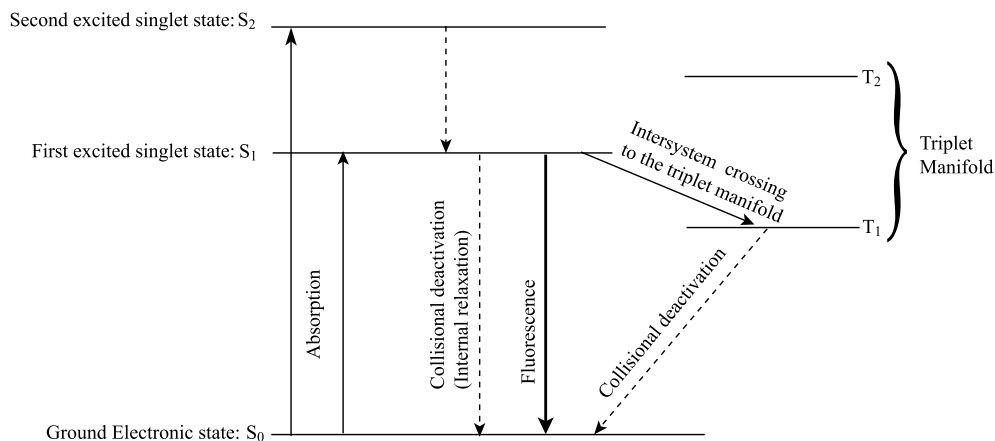 Second excited singlet state: S₂
T₂
First excited singlet state: S₁
Intersystem crossing
to the triplet manifold
Triplet
Manifold
T₁
Absorption
Collisional deactivation
(Internal relaxation)
Fluorescence
Collisional deactivation
Ground Electronic state: S₀